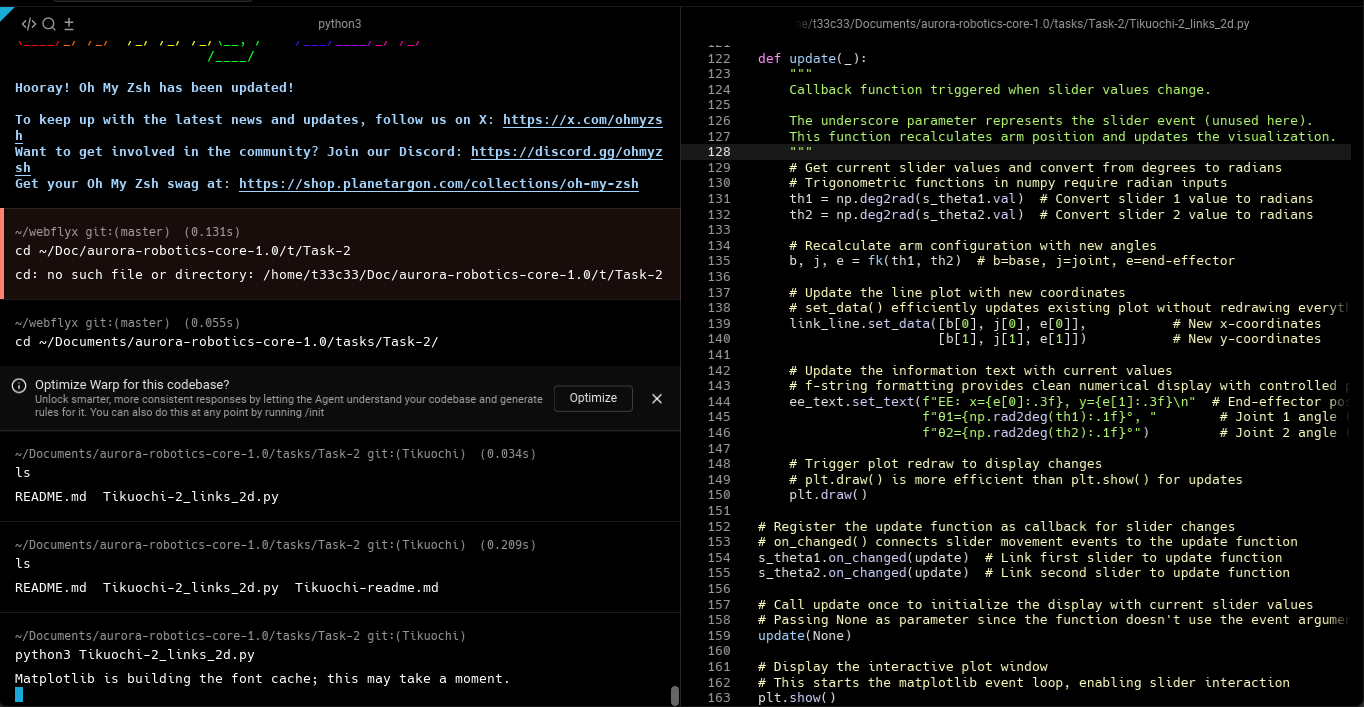 python3
Hooray! Oh My Zsh has been updated!
To keep up with the latest news and updates, follow us on X: https://x.com/ohmyzs
h
Want to get involved in the community? Join our Discord: https://discord.gg/ohmyz
sh
Get your Oh My Zsh swag at: https://shop.planetargon.com/collections/oh-my-zsh
~/webflyx git:(master) (0.131s)
cd ~/Doc/aurora-robotics-core-1.0/t/Task-2
cd: no such file or directory: /home/t33c33/Doc/aurora-robotics-core-1.0/t/Task-2
~/webflyx git:(master) (0.055s)
cd ~/Documents/aurora-robotics-core-1.0/tasks/Task-2/
Optimize Warp for this codebase?
Unlock smarter, more consistent responses by letting the Agent understand your codebase and generate
rules for it. You can also do this at any point by running /init
Optimize
~/Documents/aurora-robotics-core-1.0/tasks/Task-2 git:(Tikuochi) (0.034s)
ls
README.md  Tikuochi-2_links_2d.py
~/Documents/aurora-robotics-core-1.0/tasks/Task-2 git:(Tikuochi) (0.209s)
ls
README.md  Tikuochi-2_links_2d.py  Tikuochi-readme.md
~/Documents/aurora-robotics-core-1.0/tasks/Task-2 git:(Tikuochi)
python3 Tikuochi-2_links_2d.py
Matplotlib is building the font cache; this may take a moment.
ne/t33c33/Documents/aurora-robotics-core-1.0/tasks/Task-2/Tikuochi-2_links_2d.py
121
122 def update(_):
123     """
124     Callback function triggered when slider values change.
125
126     The underscore parameter represents the slider event (unused here).
127     This function recalculates arm position and updates the visualization.
128     """
129     # Get current slider values and convert from degrees to radians
130     # Trigonometric functions in numpy require radian inputs
131     th1 = np.deg2rad(s_theta1.val)  # Convert slider 1 value to radians
132     th2 = np.deg2rad(s_theta2.val)  # Convert slider 2 value to radians
133
134     # Recalculate arm configuration with new angles
135     b, j, e = fk(th1, th2)  # b=base, j=joint, e=end-effector
136
137     # Update the line plot with new coordinates
138     # set_data() efficiently updates existing plot without redrawing everyth
139     link_line.set_data([b[0], j[0], e[0]],           # New x-coordinates
140                        [b[1], j[1], e[1]])           # New y-coordinates
141
142     # Update the information text with current values
143     # f-string formatting provides clean numerical display with controlled p
144     ee_text.set_text(f"EE: x={e[0]:.3f}, y={e[1]:.3f}\n"  # End-effector pos
145                      f"θ1={np.rad2deg(th1):.1f}°, "        # Joint 1 angle (
146                      f"θ2={np.rad2deg(th2):.1f}°")         # Joint 2 angle (
147
148     # Trigger plot redraw to display changes
149     # plt.draw() is more efficient than plt.show() for updates
150     plt.draw()
151
152 # Register the update function as callback for slider changes
153 # on_changed() connects slider movement events to the update function
154 s_theta1.on_changed(update)  # Link first slider to update function
155 s_theta2.on_changed(update)  # Link second slider to update function
156
157 # Call update once to initialize the display with current slider values
158 # Passing None as parameter since the function doesn't use the event argumen
159 update(None)
160
161 # Display the interactive plot window
162 # This starts the matplotlib event loop, enabling slider interaction
163 plt.show()